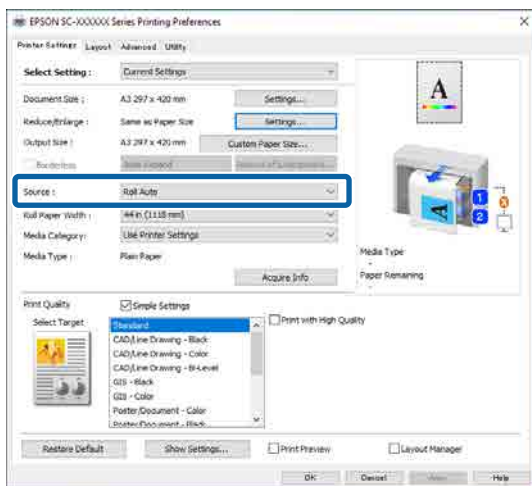 EPSON SC-XXXXXX Series Printing Preferences
Printer Settings Layout Advanced Utility
Select Setting : Current Settings
Document Size : A3 297 x 420 mm Settings...
Reduce/Enlarge : Same as Paper Size Settings...
Output Size : A3 297 x 420 mm Custom Paper Size...
Borderless
Source : Roll Auto
Roll Paper Width : 44 in (1118 mm)
Media Category: Use Printer Settings
Media Type : Plain Paper
Acquire Info
A
A
1
2
Media Type
-
Paper Remaining
-
Print Quality Simple Settings
Select Target
Standard
CAD/Line Drawing - Black
CAD/Line Drawing - Color
CAD/Line Drawing - Bi-Level
GIS - Black
GIS - Color
Poster/Document - Color
Poster/Document - Black
Print with High Quality
Restore Default Show Settings... Print Preview Layout Manager
OK Cancel Help